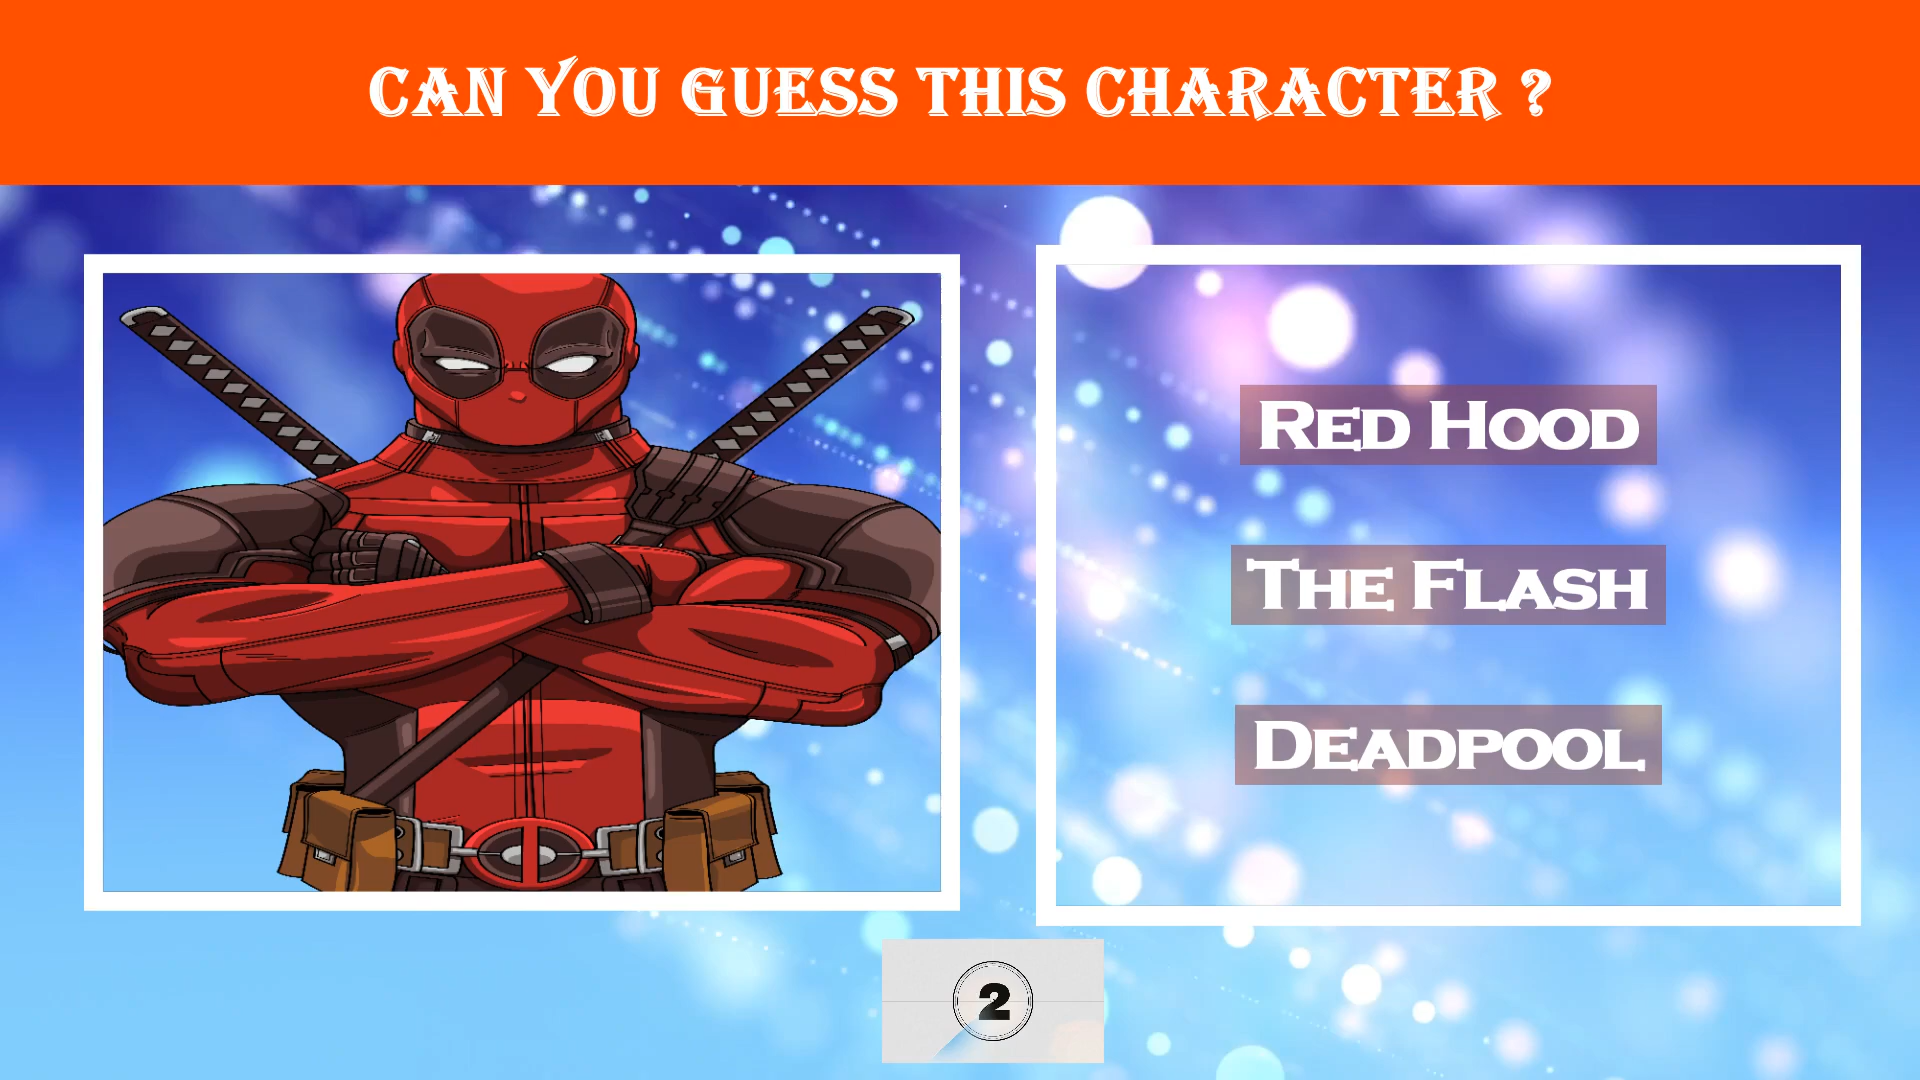 CAN YOU GUESS THIS CHARACTER ?
RED HOOD
THE FLASH
DEADPOOL
2